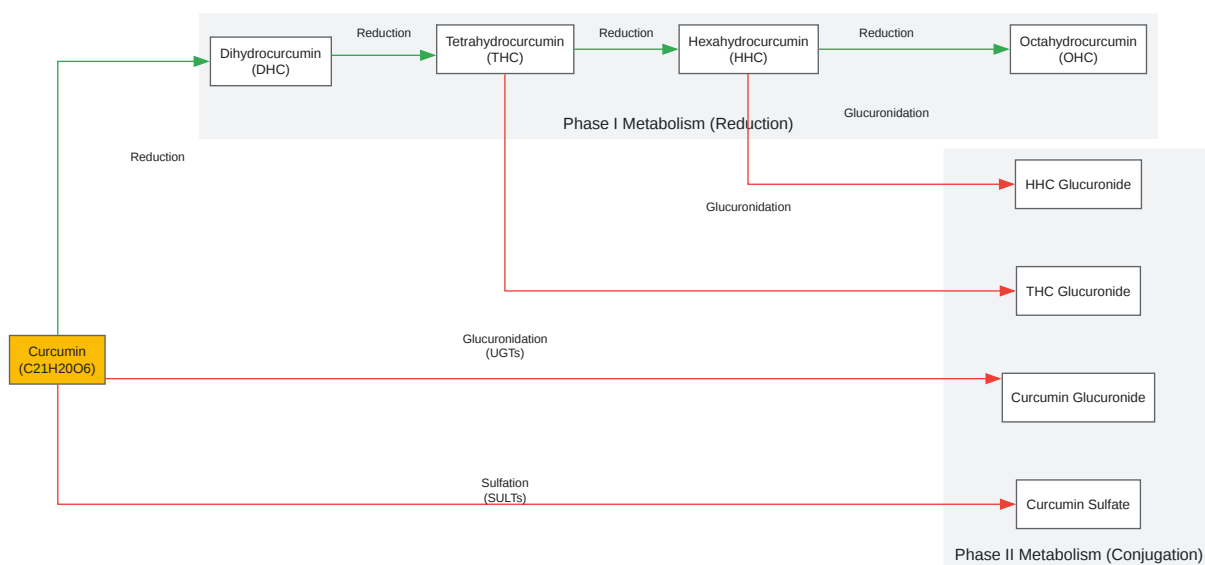 Reduction
Reduction
Reduction
Dihydrocurcumin
(DHC)
Tetrahydrocurcumin
(THC)
Hexahydrocurcumin
(HHC)
Octahydrocurcumin
(OHC)
Glucuronidation
Phase I Metabolism (Reduction)
Reduction
HHC Glucuronide
Glucuronidation
THC Glucuronide
Curcumin
(C21H20O6)
Glucuronidation
(UGTs)
Curcumin Glucuronide
Sulfation
(SULTs)
Curcumin Sulfate
Phase II Metabolism (Conjugation)